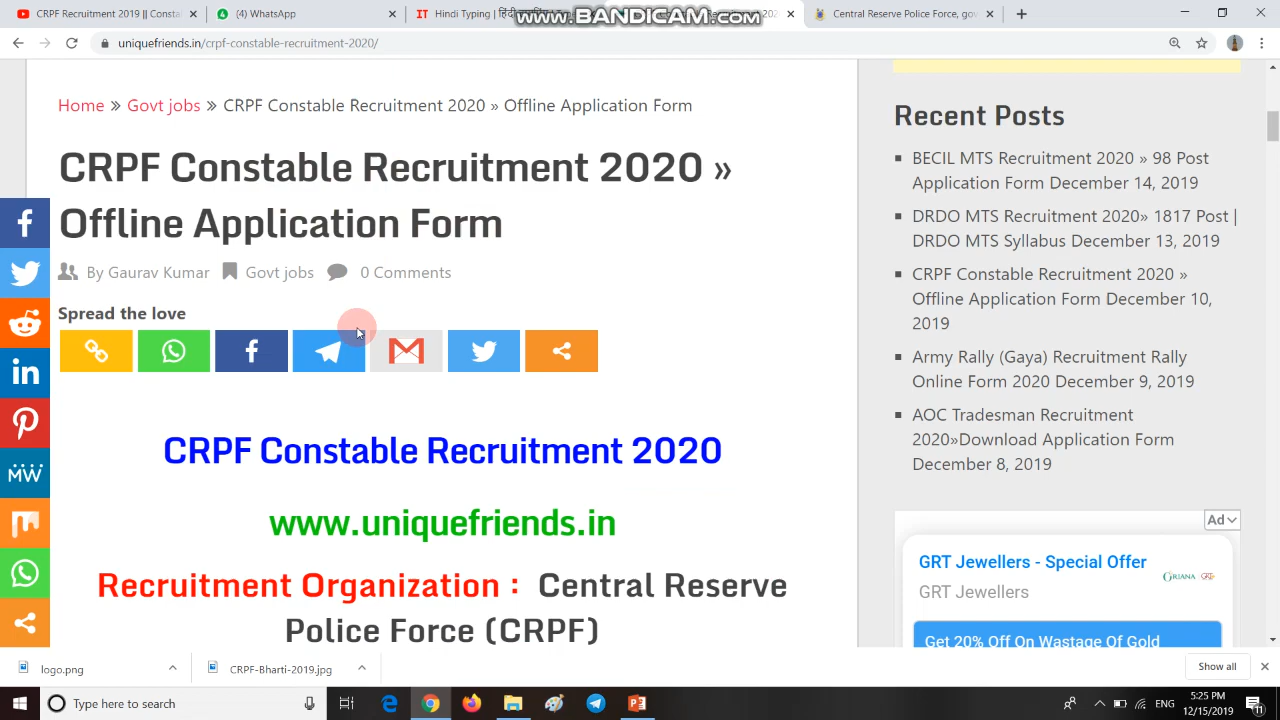 CRPF Recruitment 2019 || Consta
(4) WhatsApp
Hindi Typing |
www.BANDICAM.com
Central Reserve Police Force, gov
uniquefriends.in/crpf-constable-recruitment-2020/
Home » Govt jobs » CRPF Constable Recruitment 2020 » Offline Application Form
CRPF Constable Recruitment 2020 »
Offline Application Form
By Gaurav Kumar Govt jobs 0 Comments
Spread the love
CRPF Constable Recruitment 2020
www.uniquefriends.in
Recruitment Organization : Central Reserve
Police Force (CRPF)
Recent Posts
BECIL MTS Recruitment 2020 » 98 Post
Application Form December 14, 2019
DRDO MTS Recruitment 2020» 1817 Post |
DRDO MTS Syllabus December 13, 2019
CRPF Constable Recruitment 2020 »
Offline Application Form December 10,
2019
Army Rally (Gaya) Recruitment Rally
Online Form 2020 December 9, 2019
AOC Tradesman Recruitment
2020»Download Application Form
December 8, 2019
Ad
GRT Jewellers - Special Offer
GRT Jewellers
Get 20% Off On Wastage Of Gold
MW
logo.png
CRPF-Bharti-2019.jpg
Show all
Type here to search
ENG
5:25 PM
12/15/2019
11